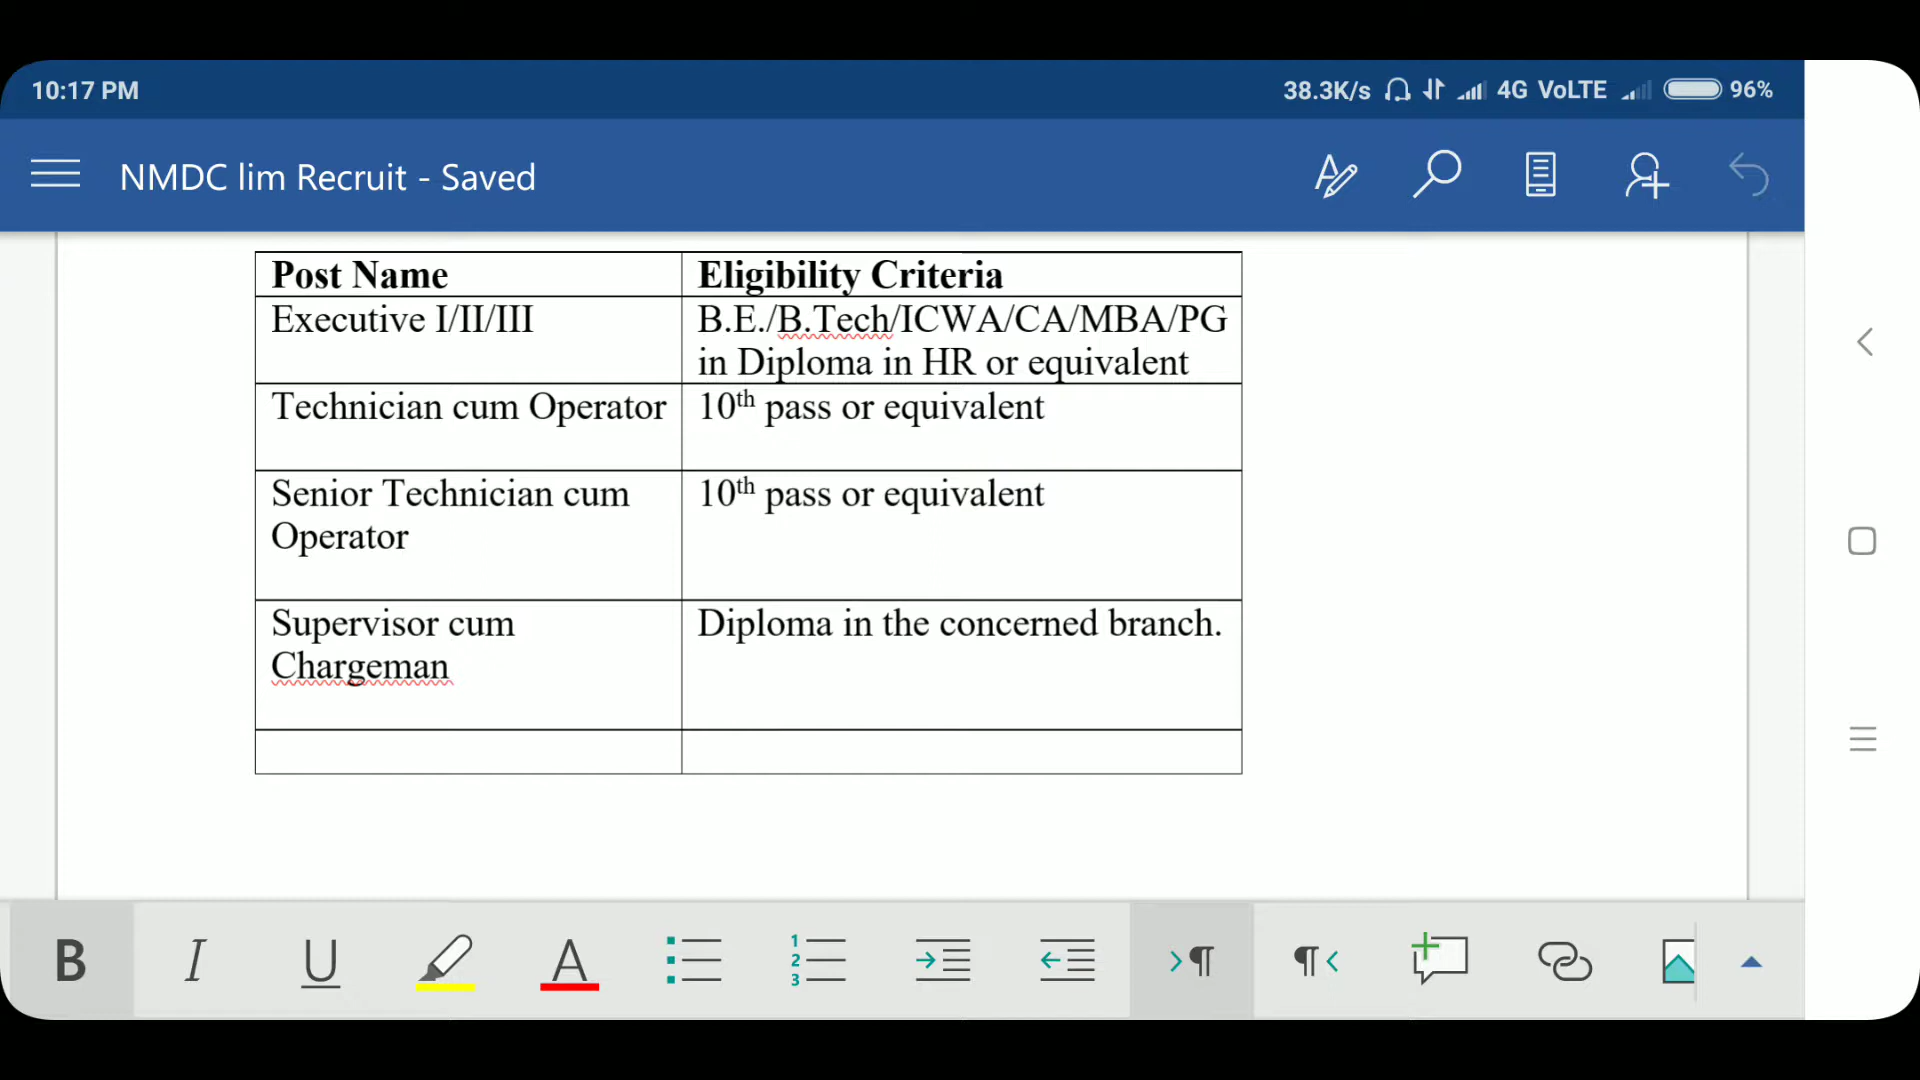 10:17 PM
38.3K/s 4G VoLTE 96%
NMDC lim Recruit - Saved
Post Name
Eligibility Criteria
Executive I/II/III
B.E./B.Tech/ICWA/CA/MBA/PG
in Diploma in HR or equivalent
Technician cum Operator
10th pass or equivalent
Senior Technician cum
Operator
10th pass or equivalent
Supervisor cum
Chargeman
Diploma in the concerned branch.
B I U A